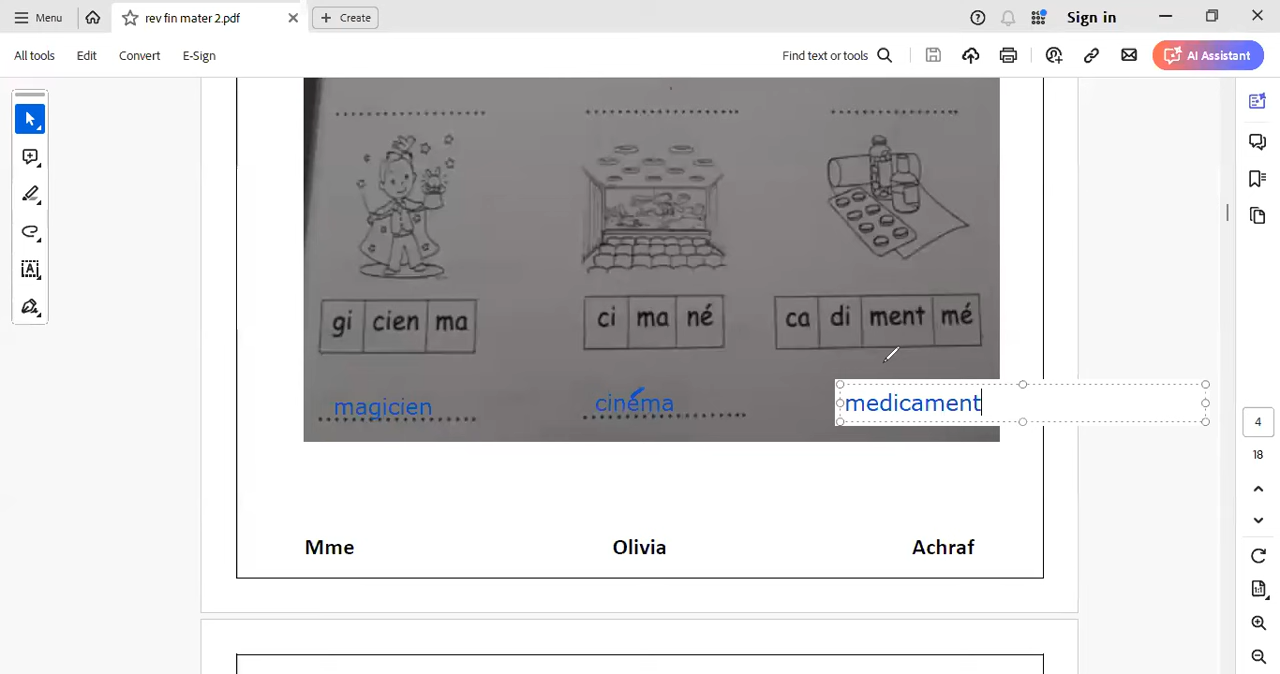 Menu
rev fin mater 2.pdf
Create
Sign in
All tools
Edit
Convert
E-Sign
Find text or tools
AI Assistant
gi cien ma
ci ma né
ca di ment mé
magicien
cinéma
medicament
4
18
1:1
Mme Olivia Achraf